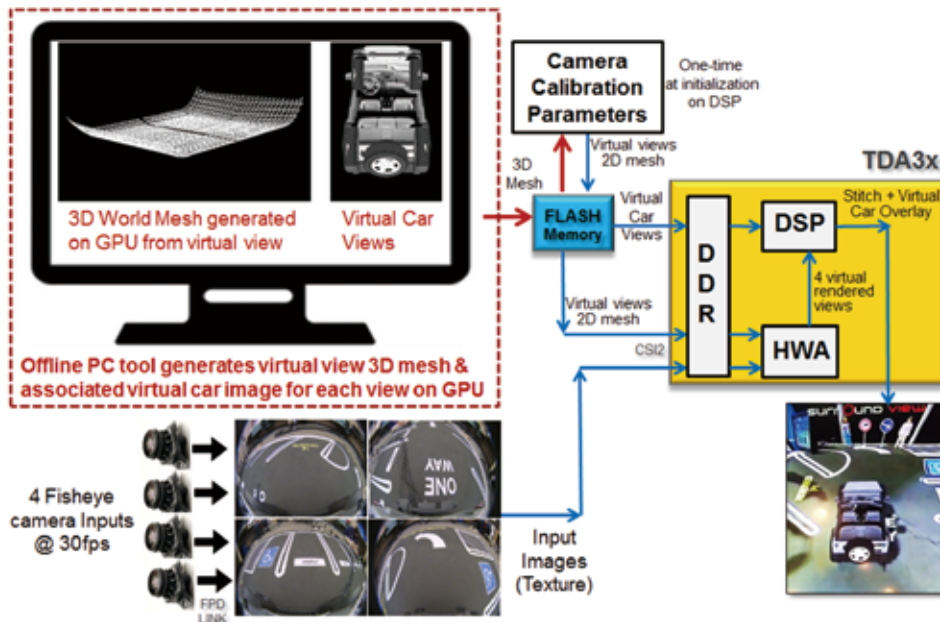 3D World Mesh generated
on GPU from virtual view
Virtual Car
Views
Offline PC tool generates virtual view 3D mesh &
associated virtual car image for each view on GPU
Camera
Calibration
Parameters
One-time
at initialization
on DSP
3D
Mesh
Virtual views
2D mesh
FLASH
Memory
Virtual
Car
Views
Virtual views
2D mesh
CSI2
TDA3x
Stitch + Virtual
Car Overlay
DDR
DSP
4 virtual
rendered
views
HWA
4 Fisheye
camera Inputs
@ 30fps
FPD
LINK
ONE
WAY
Input
Images
(Texture)
SURROUND VIEW